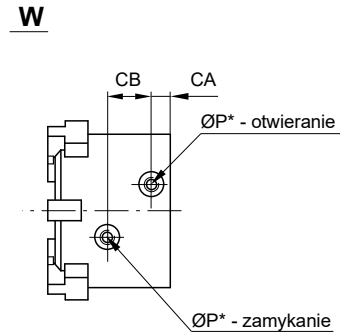 W
CB CA
ØP* - otwieranie
ØP* - zamykanie